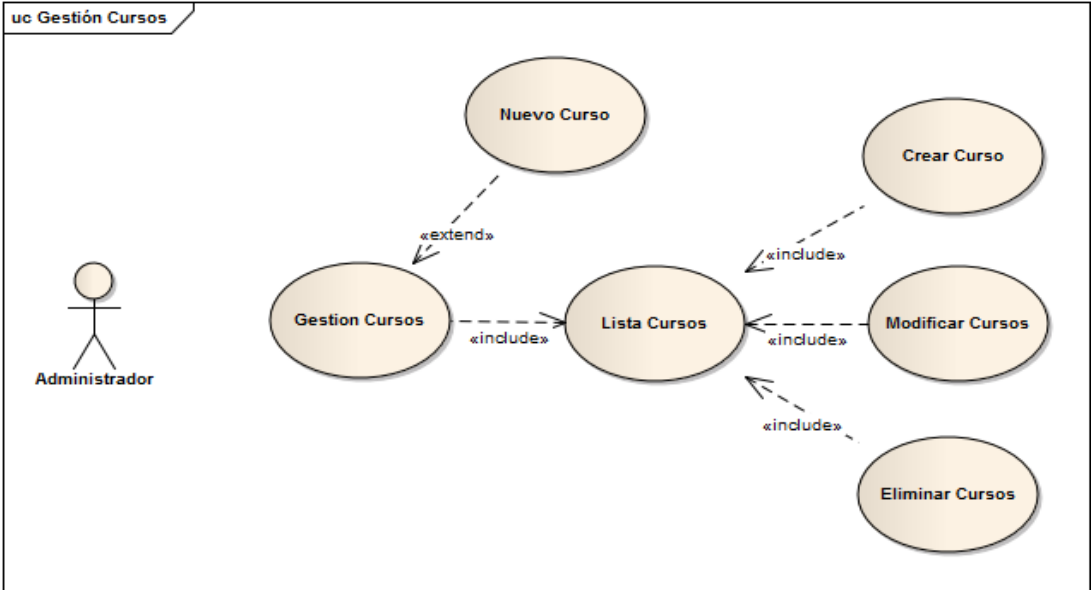 uc Gestión Cursos
Nuevo Curso
Crear Curso
«extend»
«include»
Gestion Cursos
«include»
Lista Cursos
«include»
Modificar Cursos
Administrador
«include»
Eliminar Cursos